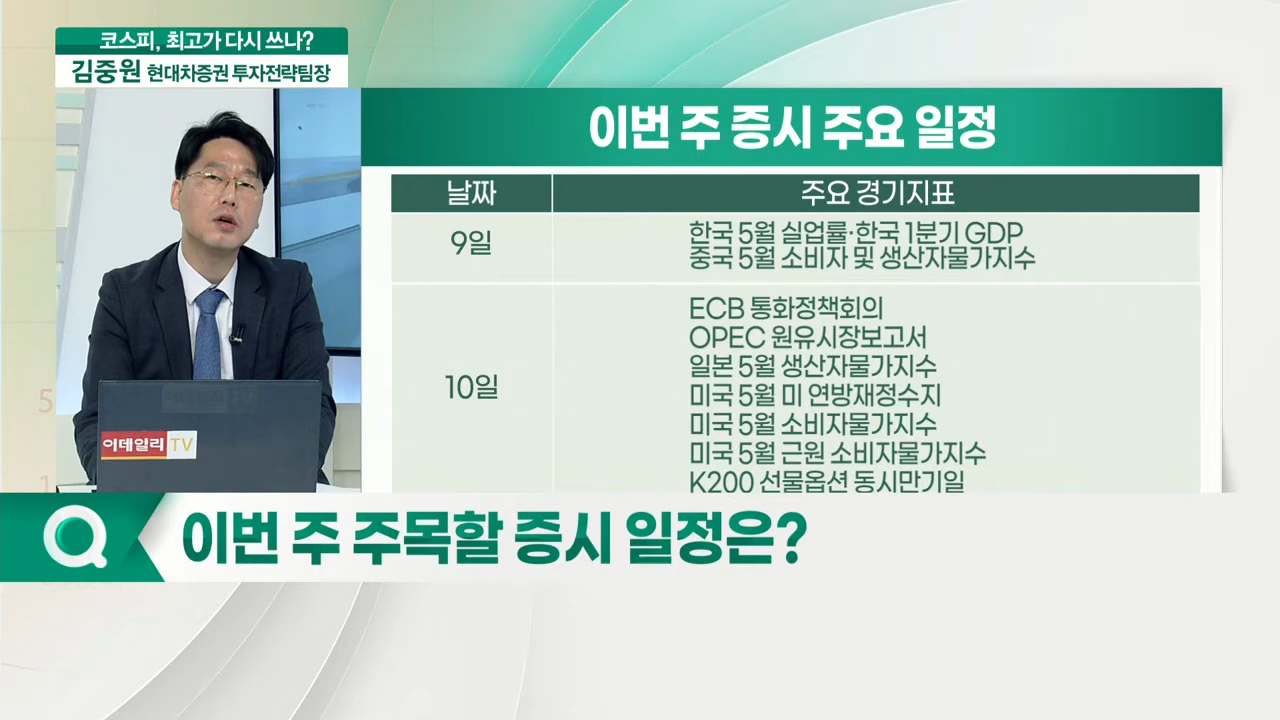 코스피, 최고가 다시 쓰나?
김중원 현대차증권 투자전략팀장
이번 주 증시 주요 일정
날짜
주요 경기지표
9일
한국 5월 실업률·한국 1분기 GDP
중국 5월 소비자 및 생산자물가지수
10일
ECB 통화정책회의
OPEC 원유시장보고서
일본 5월 생산자물가지수
미국 5월 미 연방재정수지
미국 5월 소비자물가지수
미국 5월 근원 소비자물가지수
K200 선물옵션 동시만기일
이데일리 TV
5
1
이번 주 주목할 증시 일정은?